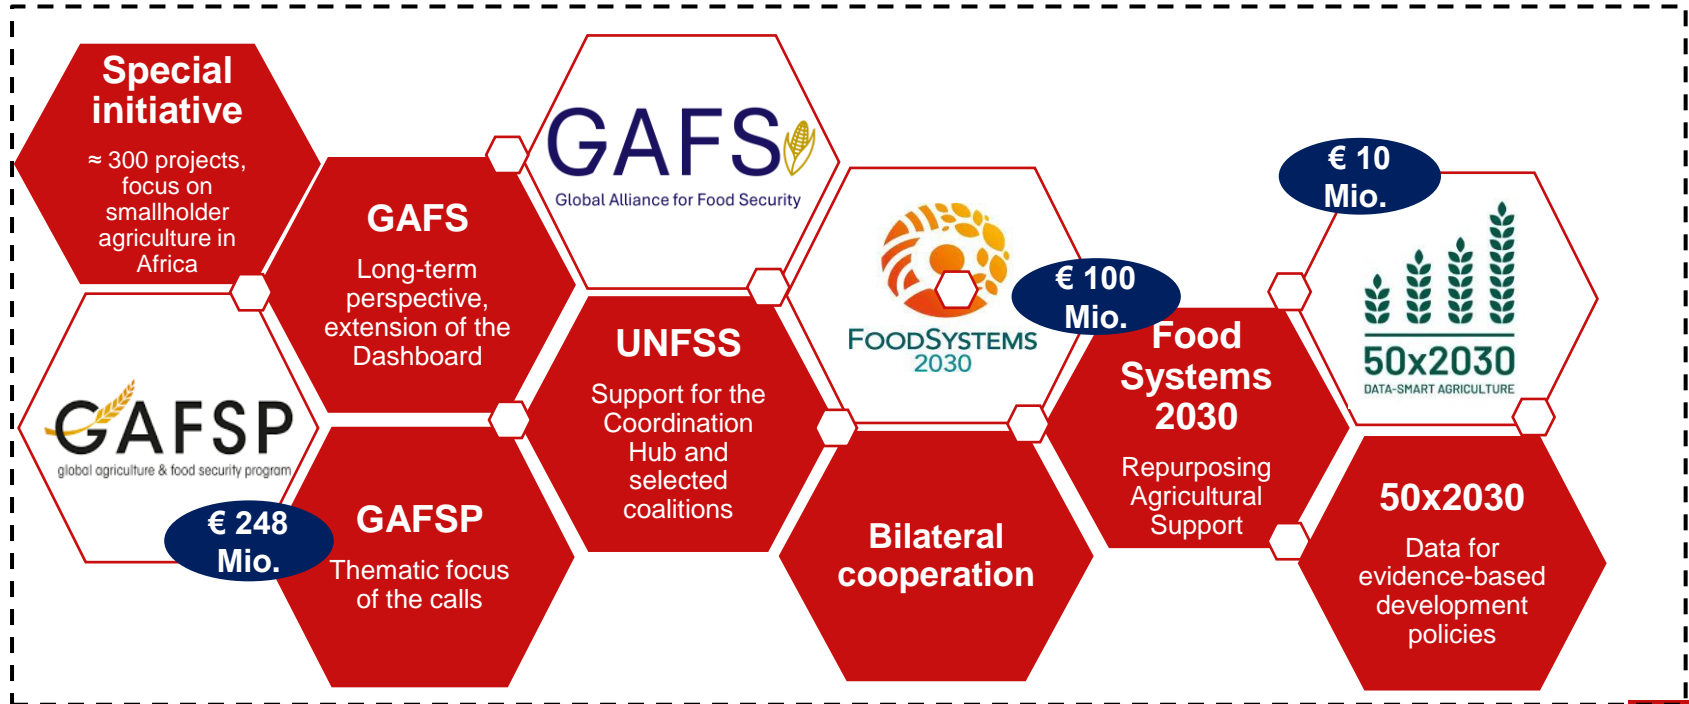 Special
initiative
≈ 300 projects,
focus on
smallholder
agriculture in
Africa
GAFSP
global agriculture & food security program
€ 248
Mio.
GAFS
Long-term
perspective,
extension of the
Dashboard
GAFSP
Thematic focus
of the calls
GAFS
Global Alliance for Food Security
UNFSS
Support for the
Coordination
Hub and
selected
coalitions
FOODSYSTEMS
2030
€ 100
Mio.
Bilateral
cooperation
Food
Systems
2030
Repurposing
Agricultural
Support
€ 10
Mio.
50x2030
DATA-SMART AGRICULTURE
50x2030
Data for
evidence-based
development
policies